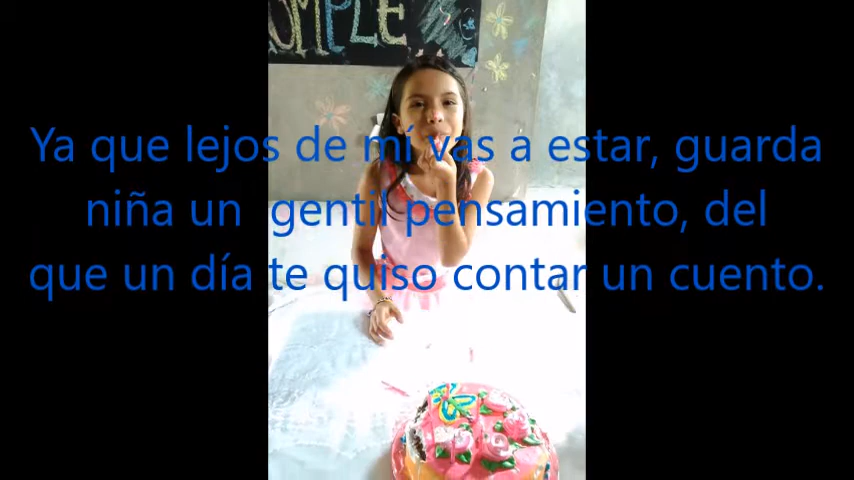 OMPLE
Ya que lejos de mí vas a estar, guarda
niña un gentil pensamiento, del
que un día te quiso contar un cuento.